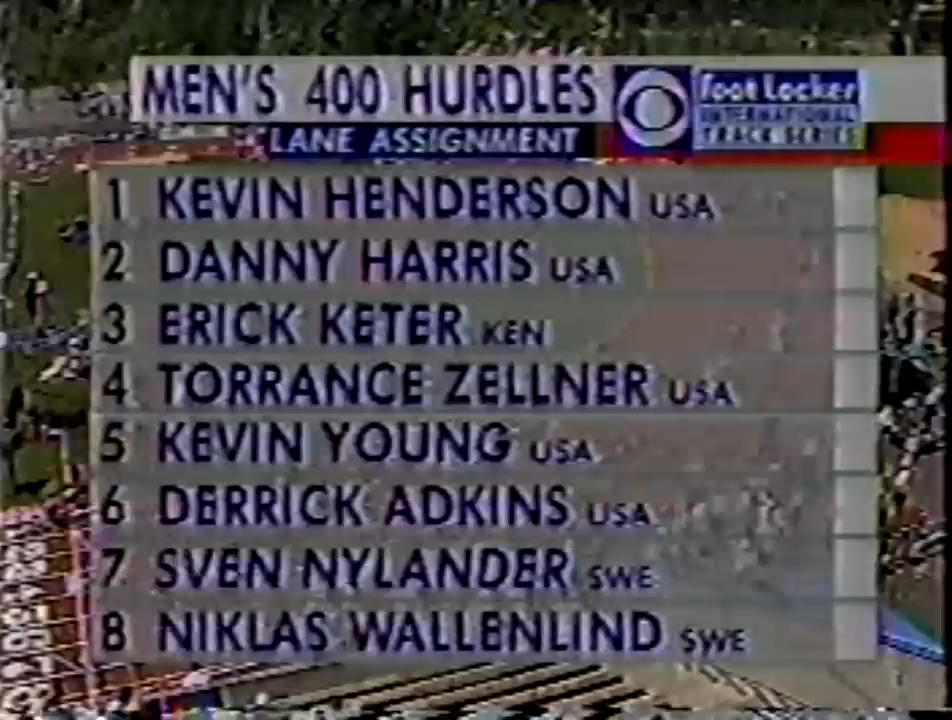 MEN'S 400 HURDLES
Foot Locker
INTERNATIONAL
TRACK SERIES
LANE ASSIGNMENT
1 KEVIN HENDERSON USA
2 DANNY HARRIS USA
3 ERICK KETER KEN
4 TORRANCE ZELLNER USA
5 KEVIN YOUNG USA
6 DERRICK ADKINS USA
7 SVEN NYLANDER SWE
8 NIKLAS WALLENLIND SWE